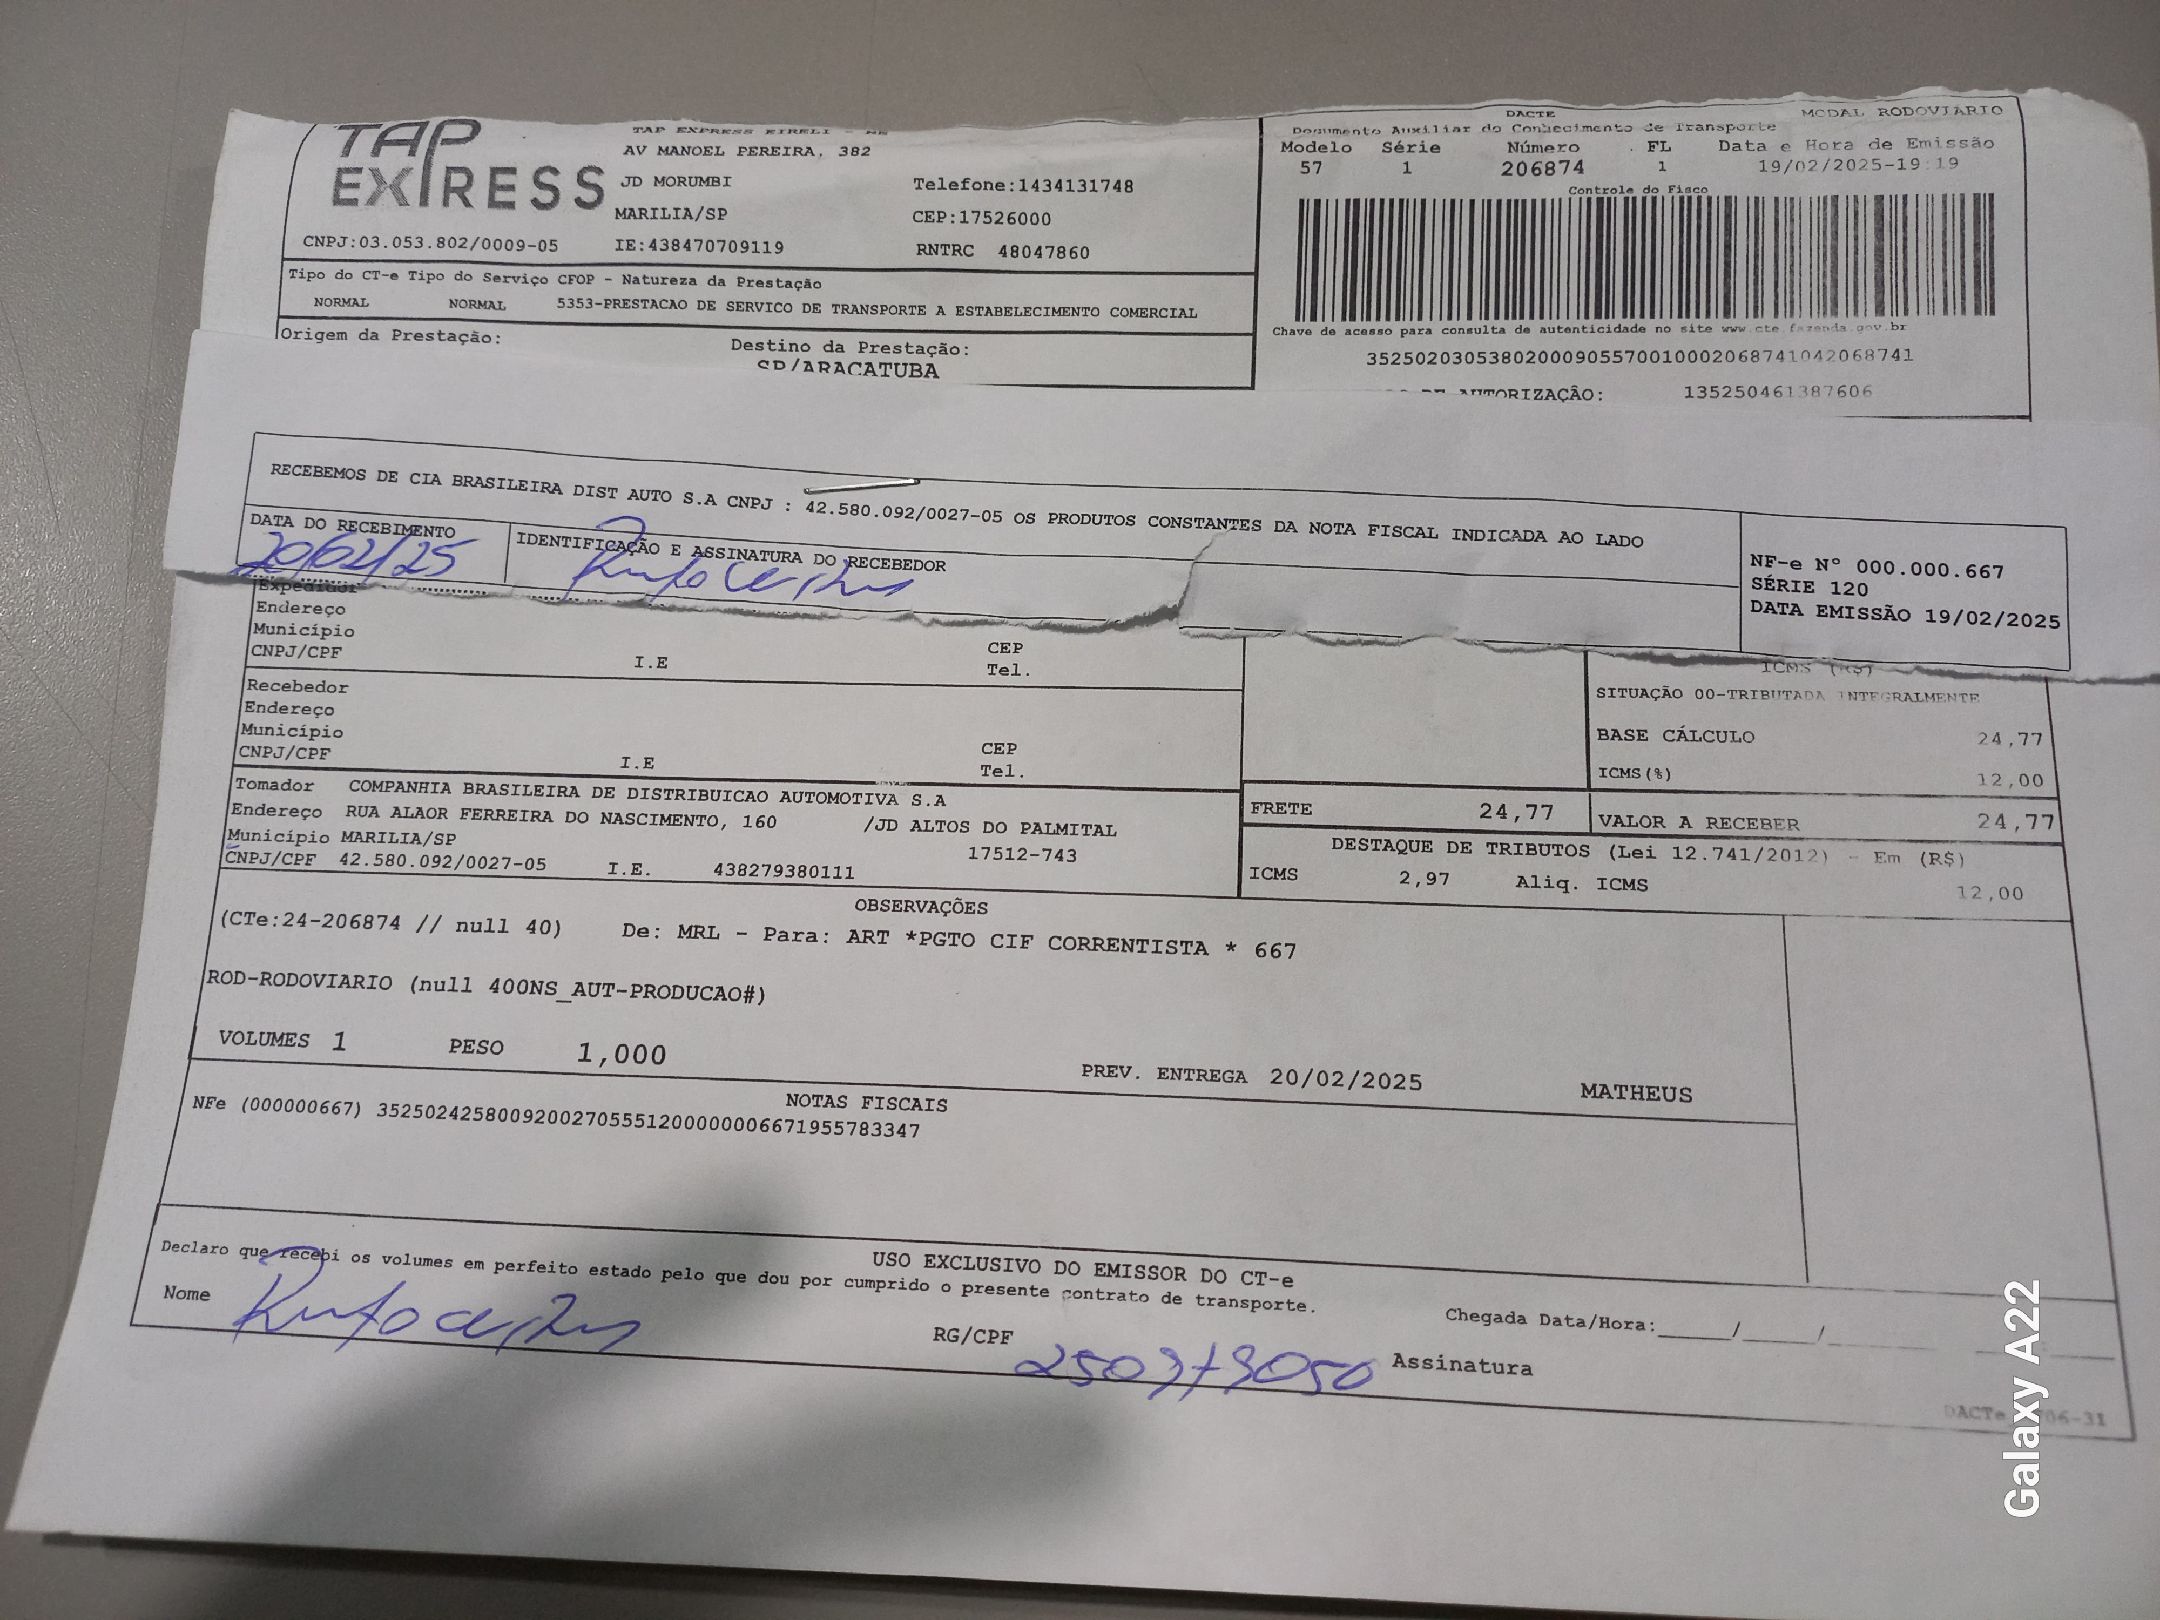 TAP EXPRESS
TAP EXPRESS EIRELI - ME
AV MANOEL PEREIRA, 382
JD MORUMBI Telefone:1434131748
MARILIA/SP CEP:17526000
CNPJ:03.053.802/0009-05 IE:438470709119 RNTRC 48047860
DACTE MODAL RODOVIARIO
Documento Auxiliar do Conhecimento de Transporte
Modelo Série Número FL Data e Hora de Emissão
57 1 206874 1 19/02/2025-19:19
Controle do Fisco
Chave de acesso para consulta de autenticidade no site www.cte.fazenda.gov.br
35250203053802000905570010002068741042068741
AUTORIZAÇÃO: 135250461387606
Tipo do CT-e Tipo do Serviço CFOP - Natureza da Prestação
NORMAL NORMAL 5353-PRESTACAO DE SERVICO DE TRANSPORTE A ESTABELECIMENTO COMERCIAL
Origem da Prestação: Destino da Prestação:
SP/ARACATUBA
RECEBEMOS DE CIA BRASILEIRA DIST AUTO S.A CNPJ : 42.580.092/0027-05 OS PRODUTOS CONSTANTES DA NOTA FISCAL INDICADA AO LADO
DATA DO RECEBIMENTO IDENTIFICAÇÃO E ASSINATURA DO RECEBEDOR
20/02/25
NF-e N° 000.000.667
SÉRIE 120
DATA EMISSÃO 19/02/2025
Expedidor
Endereço
Município CEP
CNPJ/CPF I.E Tel.
Recebedor
Endereço
Município CEP
CNPJ/CPF I.E Tel.
ICMS (R$)
SITUAÇÃO 00-TRIBUTADA INTEGRALMENTE
BASE CÁLCULO 24,77
ICMS(%) 12,00
Tomador COMPANHIA BRASILEIRA DE DISTRIBUICAO AUTOMOTIVA S.A
Endereço RUA ALAOR FERREIRA DO NASCIMENTO, 160 /JD ALTOS DO PALMITAL
Município MARILIA/SP 17512-743
CNPJ/CPF 42.580.092/0027-05 I.E. 438279380111
FRETE 24,77 VALOR A RECEBER 24,77
DESTAQUE DE TRIBUTOS (Lei 12.741/2012) - Em (R$)
ICMS 2,97 Aliq. ICMS 12,00
OBSERVAÇÕES
(CTe:24-206874 // null 40) De: MRL - Para: ART *PGTO CIF CORRENTISTA * 667
ROD-RODOVIARIO (null 400NS_AUT-PRODUCAO#)
VOLUMES 1 PESO 1,000 PREV. ENTREGA 20/02/2025 MATHEUS
NOTAS FISCAIS
NFe (000000667) 35250242580092002705551200000006671955783347
USO EXCLUSIVO DO EMISSOR DO CT-e
Declaro que recebi os volumes em perfeito estado pelo que dou por cumprido o presente contrato de transporte.
Nome RG/CPF Assinatura
Chegada Data/Hora:_____/_____/
Galaxy A22